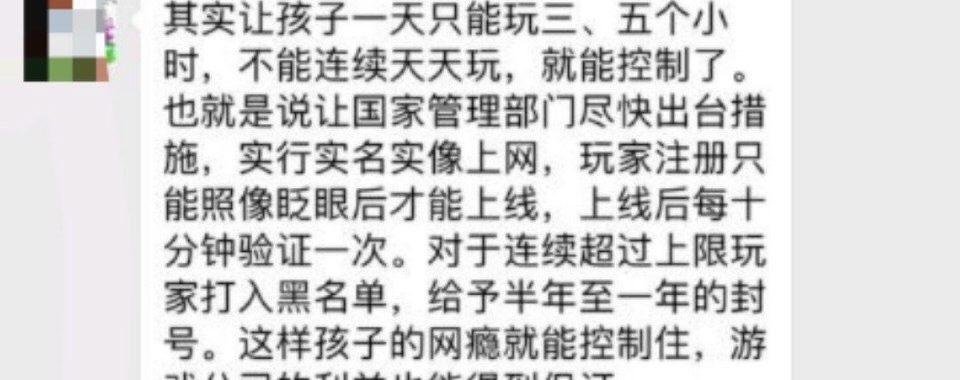 其实让孩子一天只能玩三、五个小
时，不能连续天天玩，就能控制了。
也就是说让国家管理部门尽快出台措
施，实行实名实像上网，玩家注册只
能照像眨眼后才能上线，上线后每十
分钟验证一次。对于连续超过上限玩
家打入黑名单，给予半年至一年的封
号。这样孩子的网瘾就能控制住，游